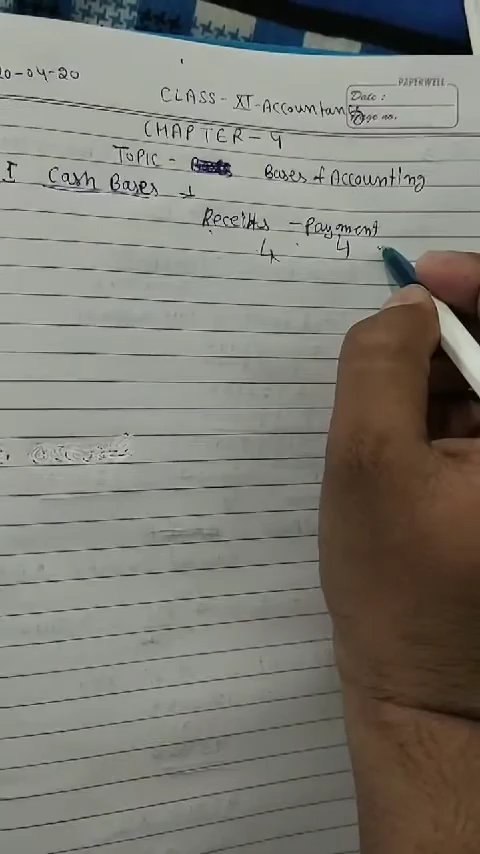 20-04-20
PAPERWELL
CLASS - XI - Accountan
Date :
Page no.
CHAPTER - 4
TOPIC - Bases of Accounting
I Cash Bases
Receipts - Payment